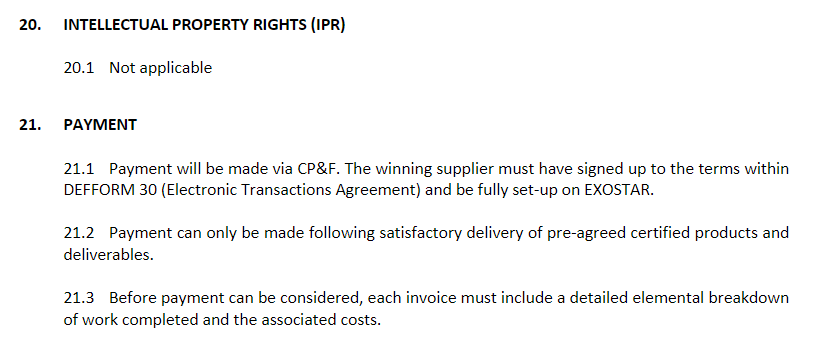 20. INTELLECTUAL PROPERTY RIGHTS (IPR)
20.1 Not applicable
21. PAYMENT
21.1 Payment will be made via CP&F. The winning supplier must have signed up to the terms within
DEFFORM 30 (Electronic Transactions Agreement) and be fully set-up on EXOSTAR.
21.2 Payment can only be made following satisfactory delivery of pre-agreed certified products and
deliverables.
21.3 Before payment can be considered, each invoice must include a detailed elemental breakdown
of work completed and the associated costs.